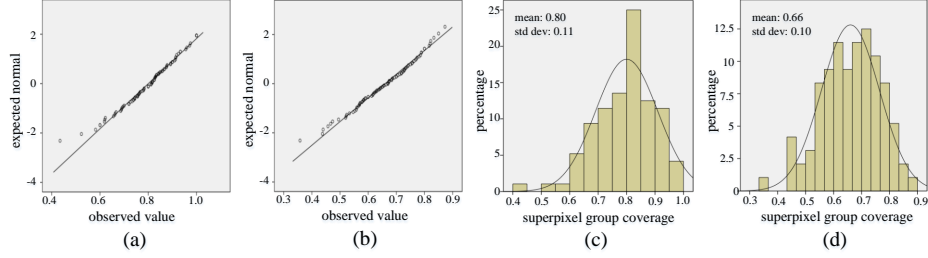 expected normal
2
0
-2
-4
0.4 0.5 0.6 0.7 0.8 0.9 1.0
observed value
(a)
expected normal
2
0
-2
-4
0.3 0.4 0.5 0.6 0.7 0.8 0.9
observed value
(b)
mean: 0.80
std dev: 0.11
percentage
25
20
15
10
5
0
0.4 0.5 0.6 0.7 0.8 0.9 1.0
superpixel group coverage
(c)
mean: 0.66
std dev: 0.10
percentage
12.5
10
7.5
5
2.5
0
0.3 0.4 0.5 0.6 0.7 0.8 0.9
superpixel group coverage
(d)